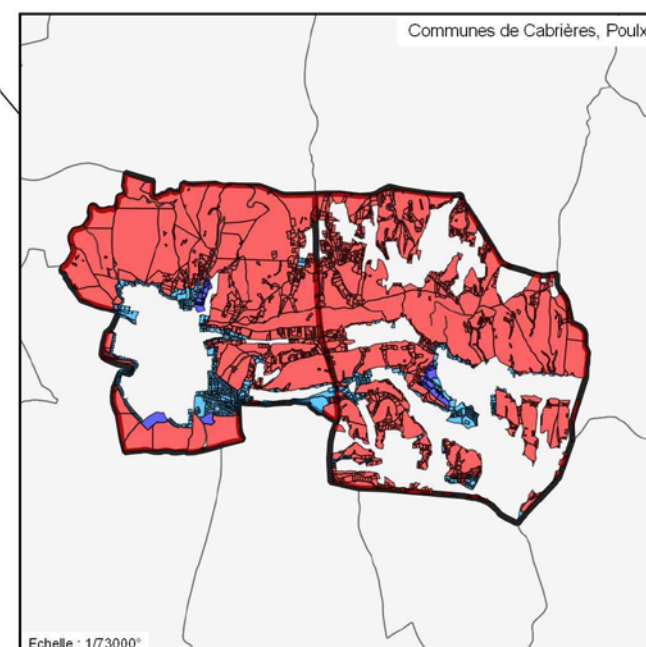 Communes de Cabrières, Poulx
Echelle : 1/73000°